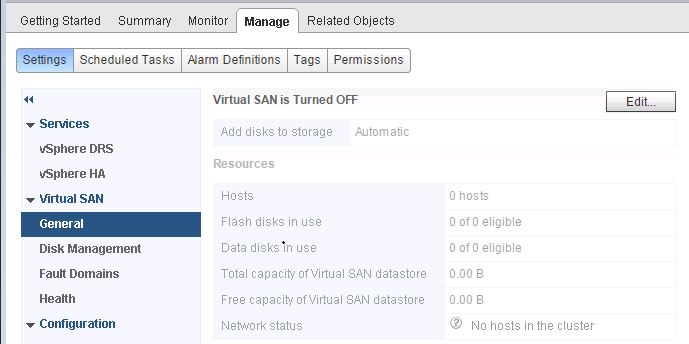 Getting Started Summary Monitor Manage Related Objects
Settings Scheduled Tasks Alarm Definitions Tags Permissions
Services
vSphere DRS
vSphere HA
Virtual SAN
General
Disk Management
Fault Domains
Health
Configuration
Virtual SAN is Turned OFF Edit...
Add disks to storage Automatic
Resources
Hosts 0 hosts
Flash disks in use 0 of 0 eligible
Data disks in use 0 of 0 eligible
Total capacity of Virtual SAN datastore 0.00 B
Free capacity of Virtual SAN datastore 0.00 B
Network status No hosts in the cluster